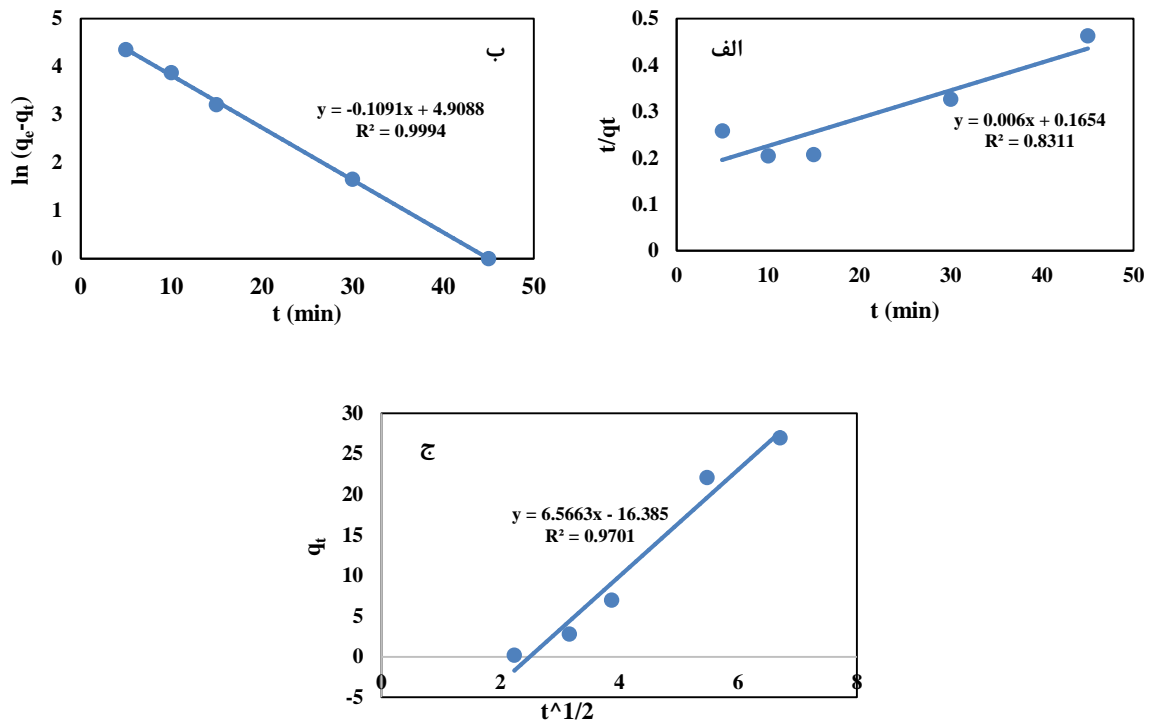 ب
y = -0.1091x + 4.9088
R² = 0.9994
ln (qₑ-qₜ)
5
4
3
2
1
0
0 10 20 30 40 50
t (min)
الف
y = 0.006x + 0.1654
R² = 0.8311
t/qt
0.5
0.4
0.3
0.2
0.1
0
0 10 20 30 40 50
t (min)
ج
y = 6.5663x - 16.385
R² = 0.9701
qₜ
30
25
20
15
10
5
0
-5
0 2 4 6 8
t^1/2